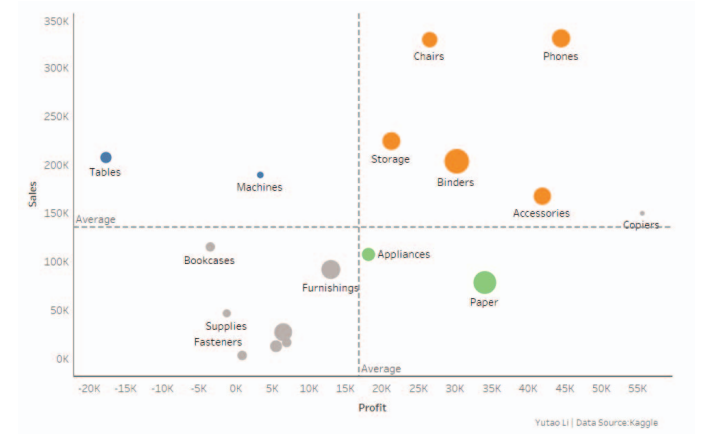 350K
Chairs
Phones
300K
250K
Storage
Binders
200K
Tables
Machines
Accessories
Sales
150K
Average
Copiers
Bookcases
Appliances
100K
Furnishings
Paper
50K
Supplies
Fasteners
0K
Average
-20K -15K -10K -5K 0K 5K 10K 15K 20K 25K 30K 35K 40K 45K 50K 55K
Profit
Yutao Li | Data Source:Kaggle